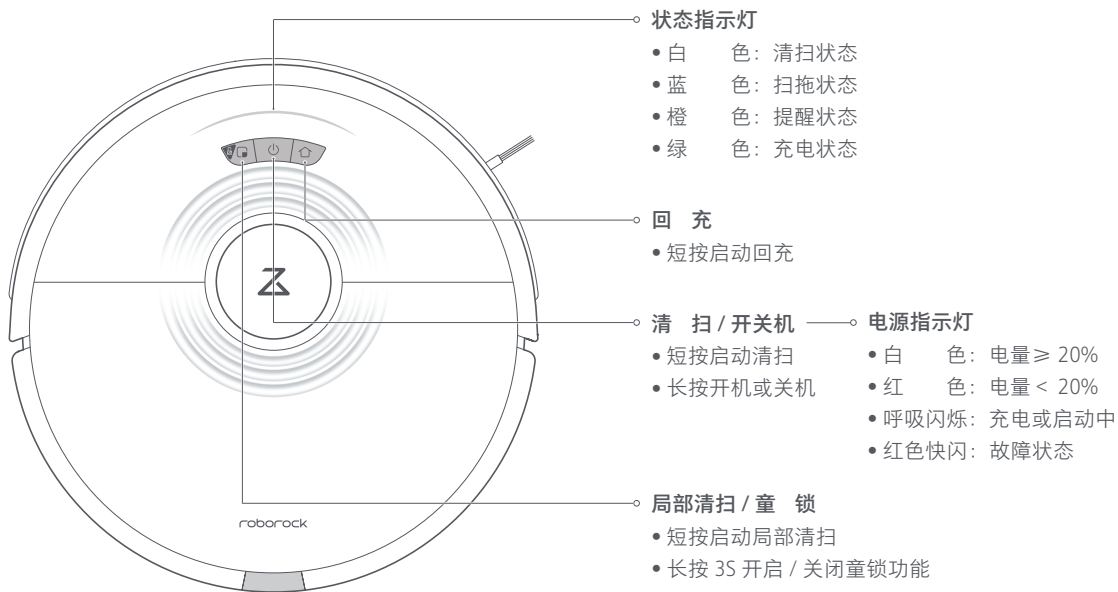 状态指示灯
• 白 色：清扫状态
• 蓝 色：扫拖状态
• 橙 色：提醒状态
• 绿 色：充电状态
回 充
• 短按启动回充
清 扫 / 开关机
• 短按启动清扫
• 长按开机或关机
电源指示灯
• 白 色：电量≥ 20%
• 红 色：电量< 20%
• 呼吸闪烁：充电或启动中
• 红色快闪：故障状态
局部清扫 / 童 锁
• 短按启动局部清扫
• 长按 3S 开启 / 关闭童锁功能
roborock